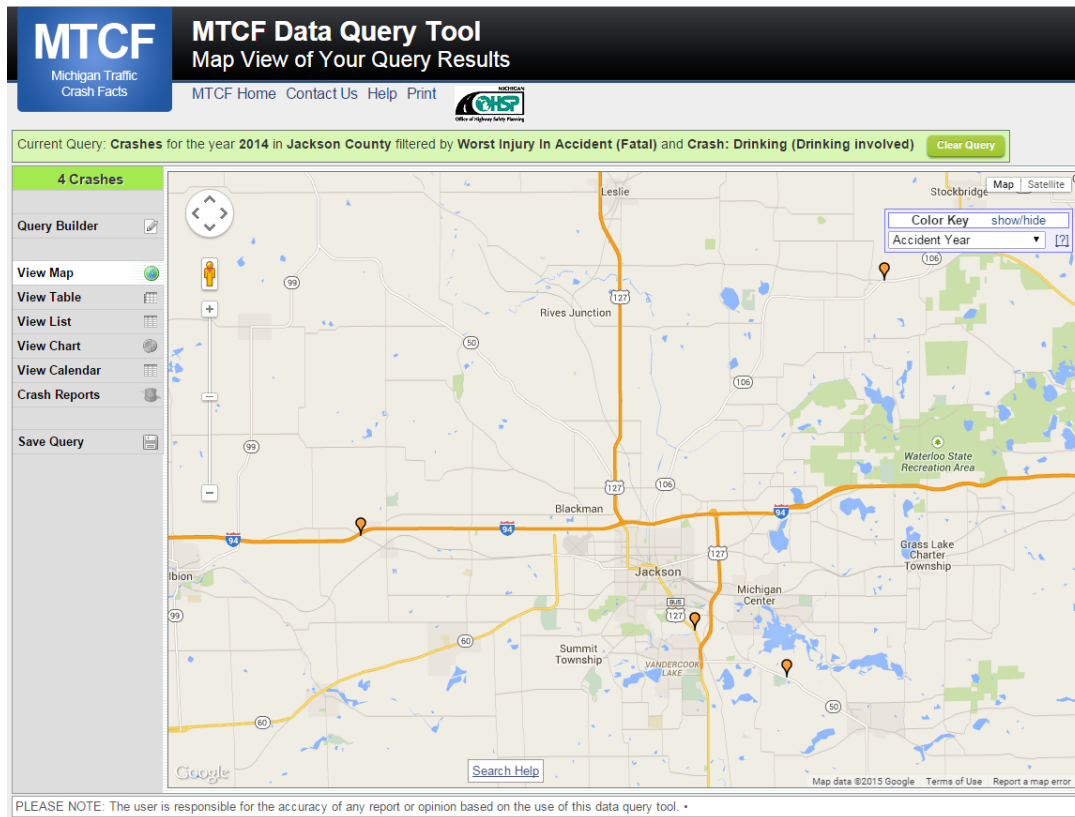 MTCF
Michigan Traffic
Crash Facts
MTCF Data Query Tool
Map View of Your Query Results
MTCF Home Contact Us Help Print
MICHIGAN
OHSP
Office of Highway Safety Planning
Current Query: Crashes for the year 2014 in Jackson County filtered by Worst Injury In Accident (Fatal) and Crash: Drinking (Drinking involved)
Clear Query
4 Crashes
Query Builder
View Map
View Table
View List
View Chart
View Calendar
Crash Reports
Save Query
Map Satellite
Color Key show/hide
Accident Year
[?]
Leslie
Stockbridge
106
99
127
Rives Junction
50
106
99
Waterloo State
Recreation Area
127
106
Blackman
94
94
94
127
Grass Lake
Charter
Township
lbion
Jackson
Michigan
Center
99
BUS
127
60
Summit
Township
VANDERCOOK
LAKE
50
60
Google
Search Help
Map data ©2015 Google Terms of Use Report a map error
PLEASE NOTE: The user is responsible for the accuracy of any report or opinion based on the use of this data query tool. •